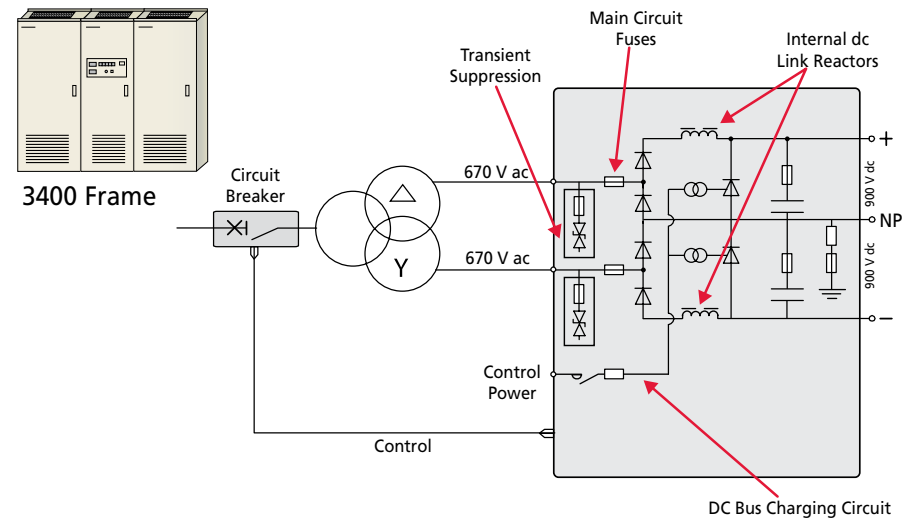 Main Circuit
Fuses
Internal dc
Link Reactors
Transient
Suppression
3400 Frame
Circuit
Breaker
670 V ac
Δ
670 V ac
Y
+
900 V dc
NP
900 V dc
−
Control
Power
Control
DC Bus Charging Circuit